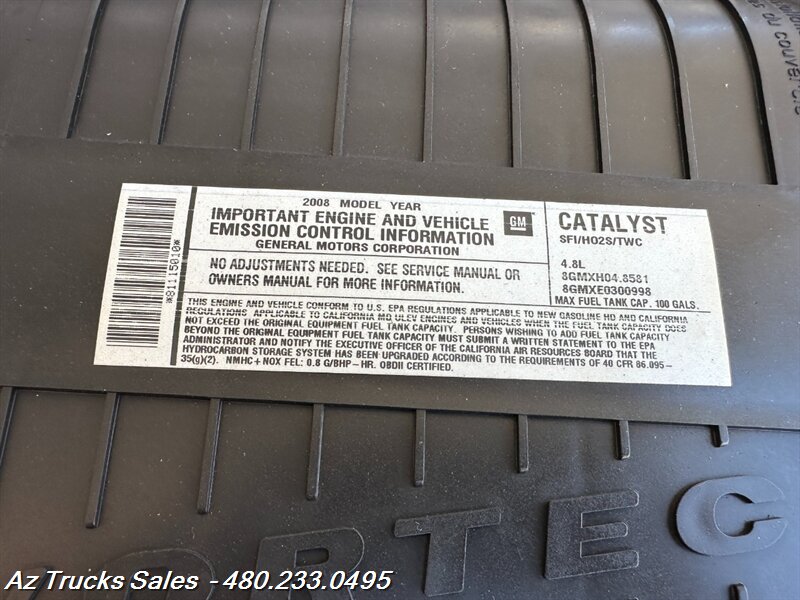 du couvercle
*81115010*
2008 MODEL YEAR
IMPORTANT ENGINE AND VEHICLE
EMISSION CONTROL INFORMATION
GENERAL MOTORS CORPORATION
GM
CATALYST
SFI/HO2S/TWC
NO ADJUSTMENTS NEEDED. SEE SERVICE MANUAL OR
OWNERS MANUAL FOR MORE INFORMATION.
4.8L
8GMXH04.8581
8GMXE0300998
MAX FUEL TANK CAP. 100 GALS.
THIS ENGINE AND VEHICLE CONFORM TO U.S. EPA REGULATIONS APPLICABLE TO NEW GASOLINE HD AND CALIFORNIA
REGULATIONS APPLICABLE TO CALIFORNIA MD ULEV ENGINES AND VEHICLES WHEN THE FUEL TANK CAPACITY DOES
NOT EXCEED THE ORIGINAL EQUIPMENT FUEL TANK CAPACITY. PERSONS WISHING TO ADD FUEL TANK CAPACITY
BEYOND THE ORIGINAL EQUIPMENT FUEL TANK CAPACITY MUST SUBMIT A WRITTEN STATEMENT TO THE EPA
ADMINISTRATOR AND NOTIFY THE EXECUTIVE OFFICER OF THE CALIFORNIA AIR RESOURCES BOARD THAT THE
HYDROCARBON STORAGE SYSTEM HAS BEEN UPGRADED ACCORDING TO THE REQUIREMENTS OF 40 CFR 86.095-
35(g)(2). NMHC+NOX FEL: 0.8 G/BHP-HR. OBDII CERTIFIED.
ORTEC
Az Trucks Sales - 480.233.0495